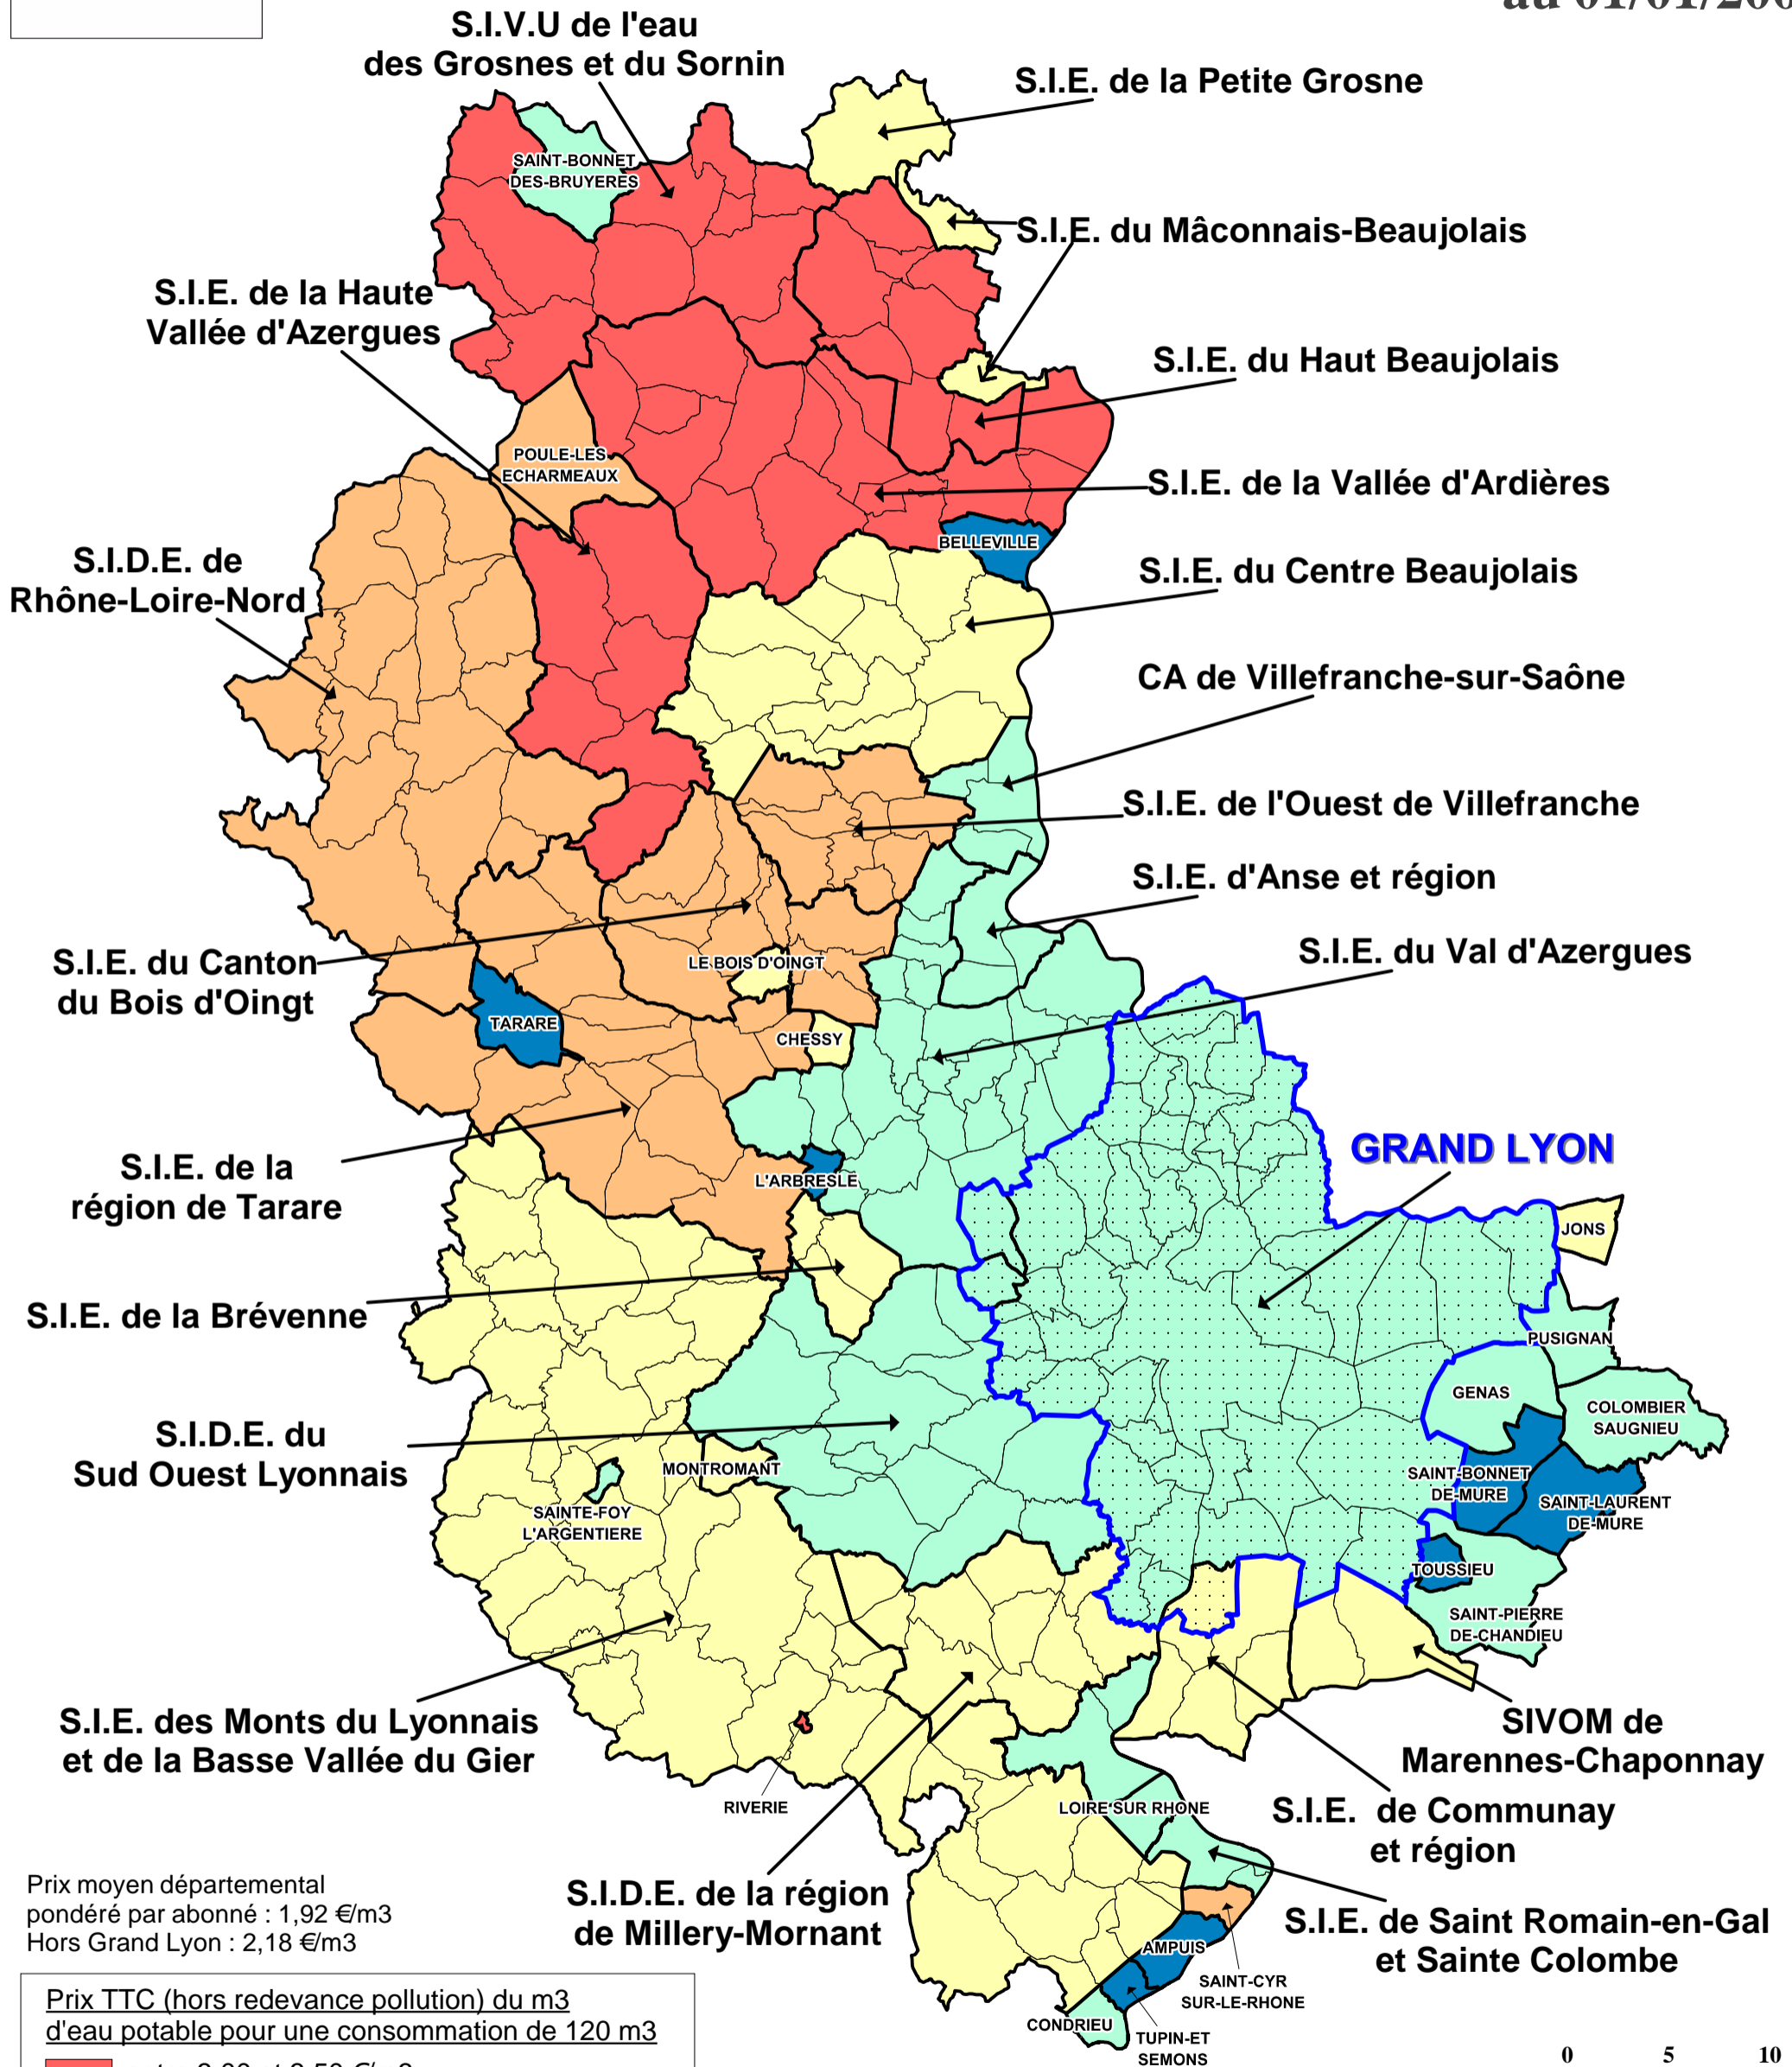 S.I.V.U de l'eau
des Grosnes et du Sornin
S.I.E. de la Petite Grosne
SAINT-BONNET
DES-BRUYERES
S.I.E. du Mâconnais-Beaujolais
S.I.E. de la Haute
Vallée d'Azergues
S.I.E. du Haut Beaujolais
POULE-LES
ECHARMEAUX
S.I.E. de la Vallée d'Ardières
BELLEVILLE
S.I.D.E. de
Rhône-Loire-Nord
S.I.E. du Centre Beaujolais
CA de Villefranche-sur-Saône
S.I.E. de l'Ouest de Villefranche
S.I.E. d'Anse et région
S.I.E. du Canton
du Bois d'Oingt
LE BOIS D'OINGT
S.I.E. du Val d'Azergues
TARARE
CHESSY
GRAND LYON
S.I.E. de la
région de Tarare
L'ARBRESLE
JONS
S.I.E. de la Brévenne
PUSIGNAN
GENAS
COLOMBIER
SAUGNIEU
S.I.D.E. du
Sud Ouest Lyonnais
MONTROMANT
SAINT-BONNET
DE-MURE
SAINT-LAURENT
DE-MURE
SAINTE-FOY
L'ARGENTIERE
TOUSSIEU
SAINT-PIERRE
DE-CHANDIEU
S.I.E. des Monts du Lyonnais
et de la Basse Vallée du Gier
SIVOM de
Marennes-Chaponnay
RIVERIE
LOIRE SUR RHONE
S.I.E. de Communay
et région
Prix moyen départemental
pondéré par abonné : 1,92 €/m3
Hors Grand Lyon : 2,18 €/m3
S.I.D.E. de la région
de Millery-Mornant
S.I.E. de Saint Romain-en-Gal
et Sainte Colombe
AMPUIS
SAINT-CYR
SUR-LE-RHONE
CONDRIEU
TUPIN-ET
SEMONS
Prix TTC (hors redevance pollution) du m3
d'eau potable pour une consommation de 120 m3
0 5 10